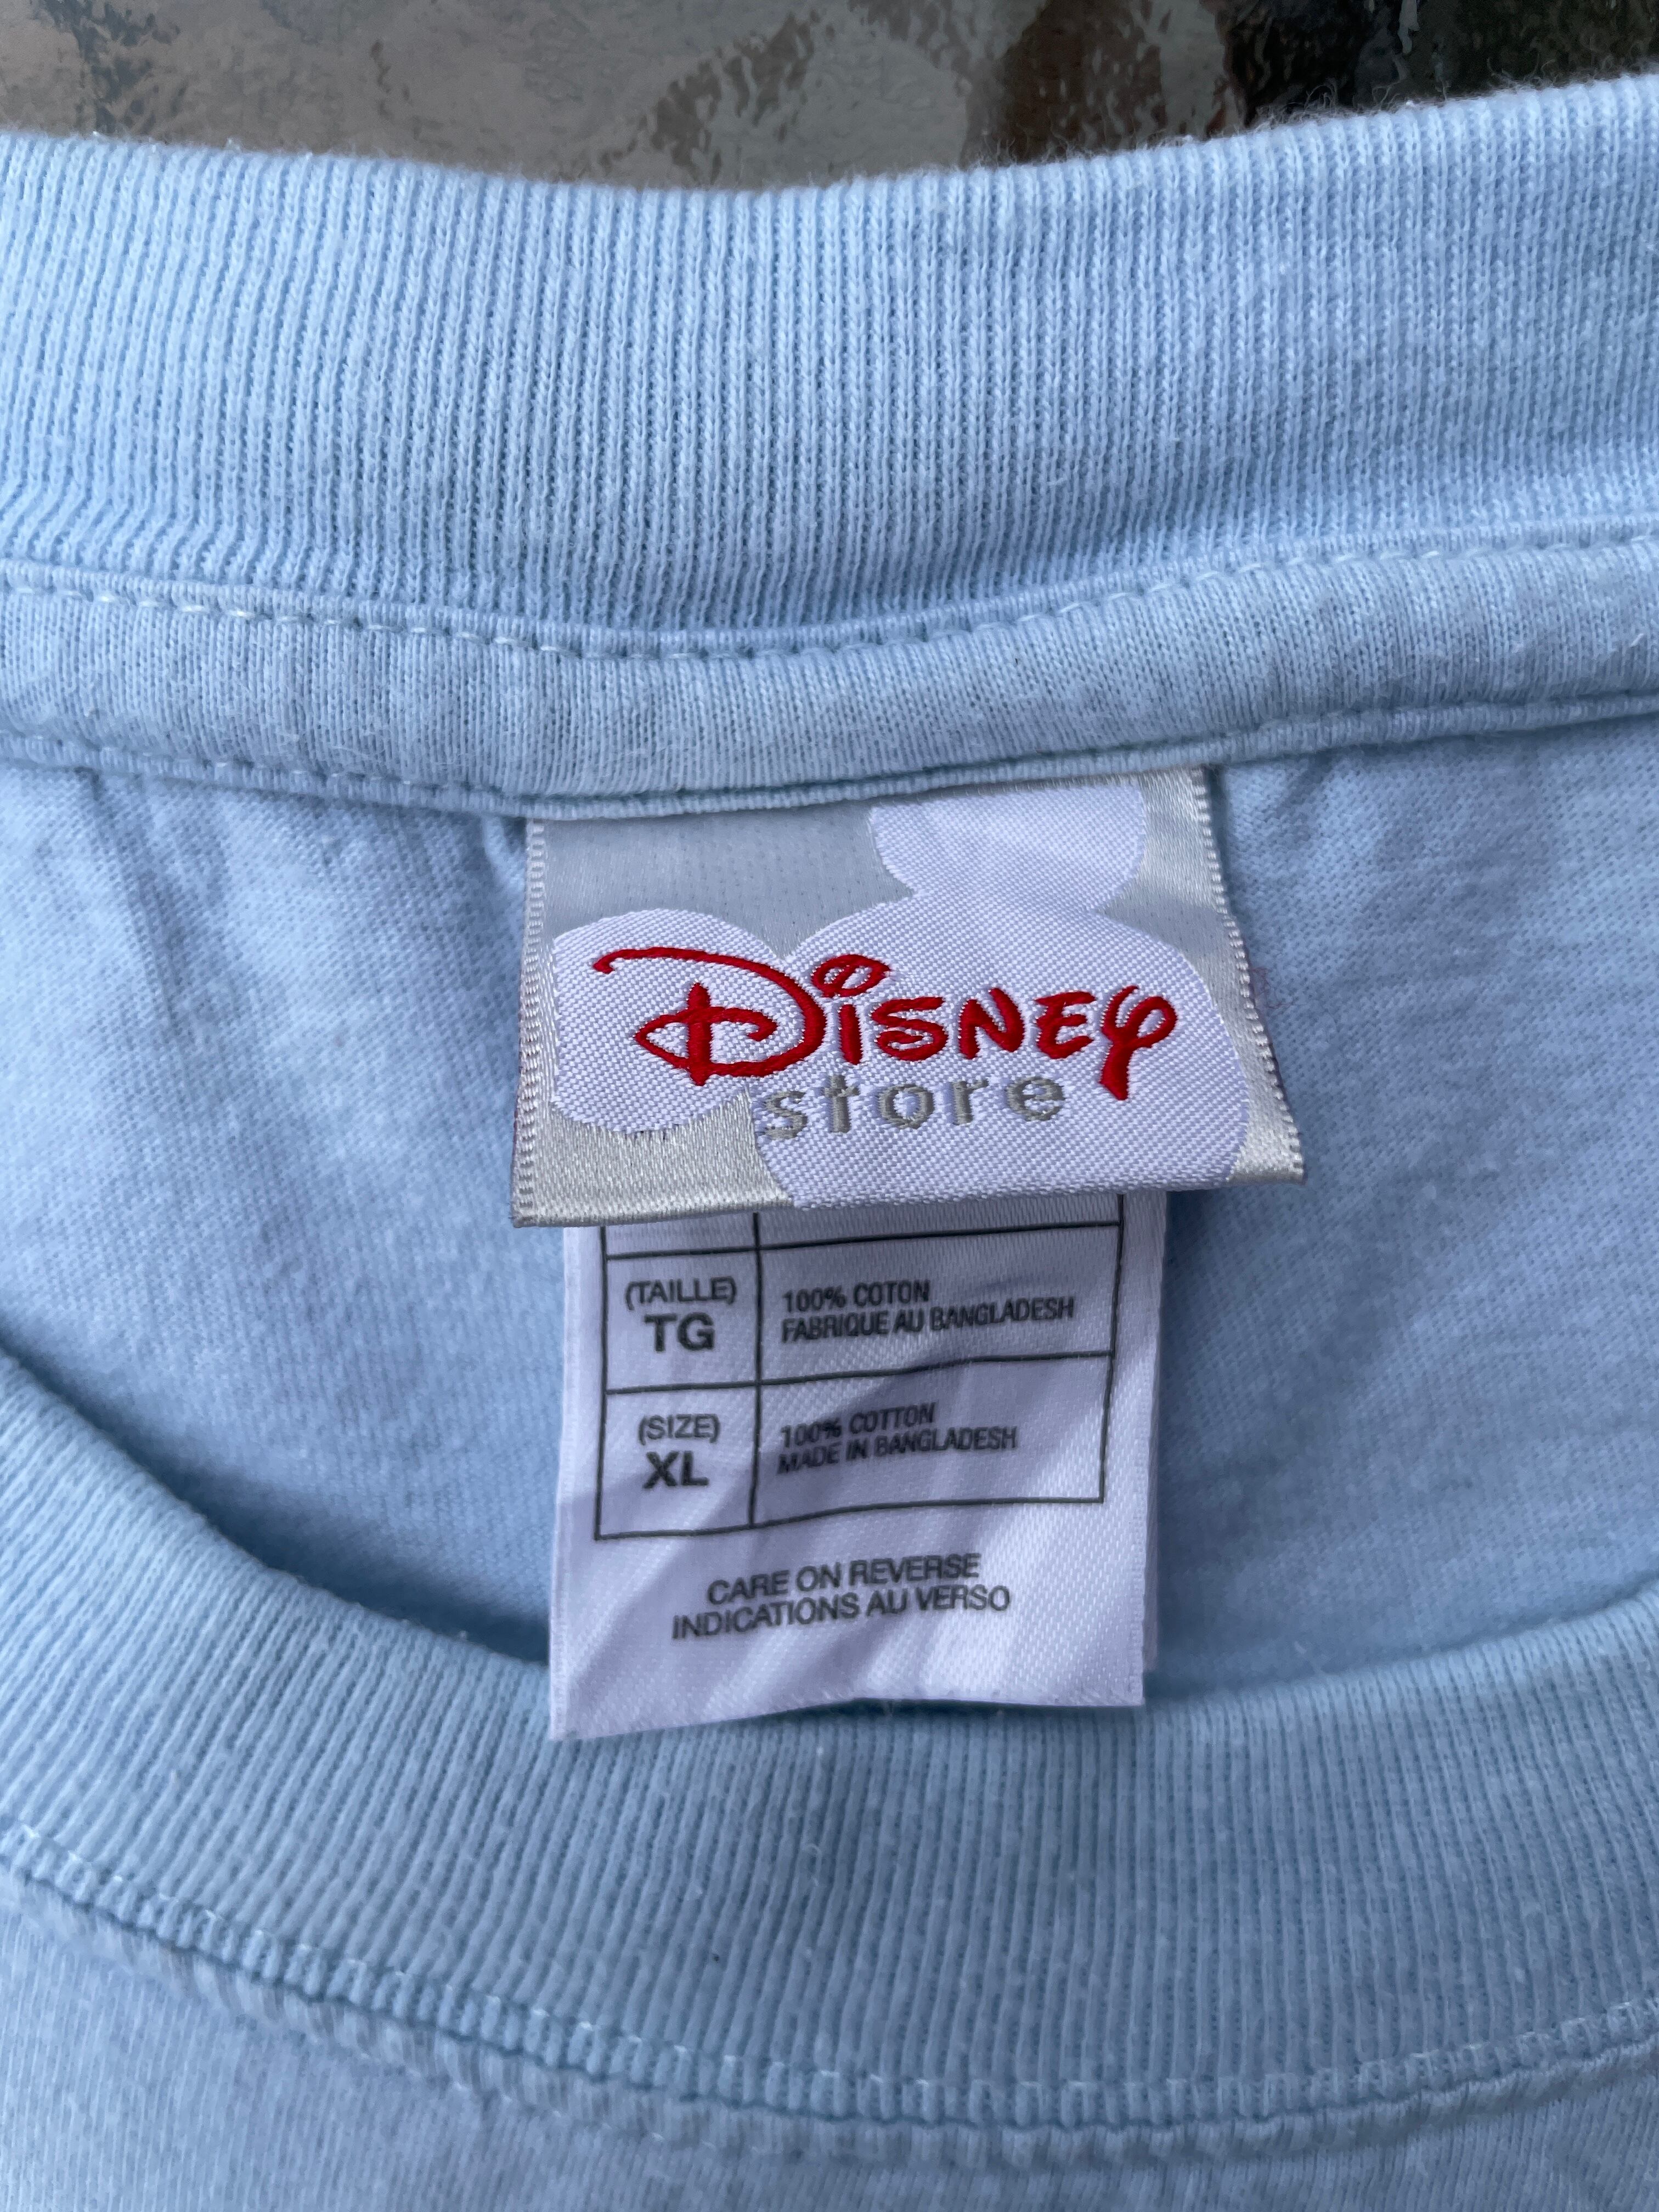 Disney
store
(TAILLE)
TG
100% COTON
FABRIQUE AU BANGLADESH
(SIZE)
XL
100% COTTON
MADE IN BANGLADESH
CARE ON REVERSE
INDICATIONS AU VERSO